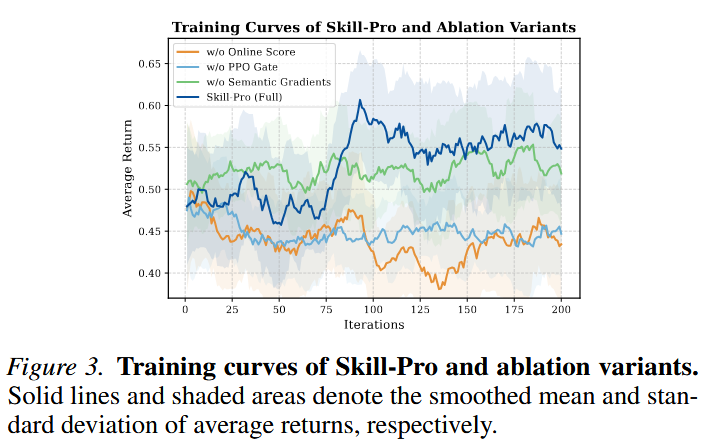 Training Curves of Skill-Pro and Ablation Variants
w/o Online Score
w/o PPO Gate
w/o Semantic Gradients
Skill-Pro (Full)
Average Return
0.65
0.60
0.55
0.50
0.45
0.40
0 25 50 75 100 125 150 175 200
Iterations
Figure 3. Training curves of Skill-Pro and ablation variants.
Solid lines and shaded areas denote the smoothed mean and stan-
dard deviation of average returns, respectively.